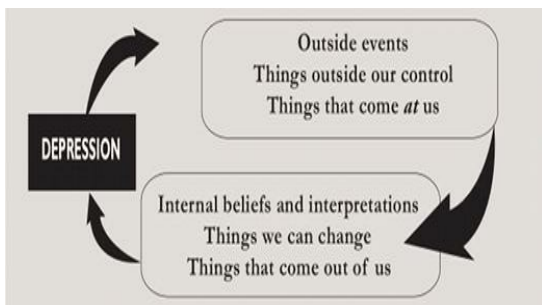 Outside events
Things outside our control
Things that come at us
DEPRESSION
Internal beliefs and interpretations
Things we can change
Things that come out of us